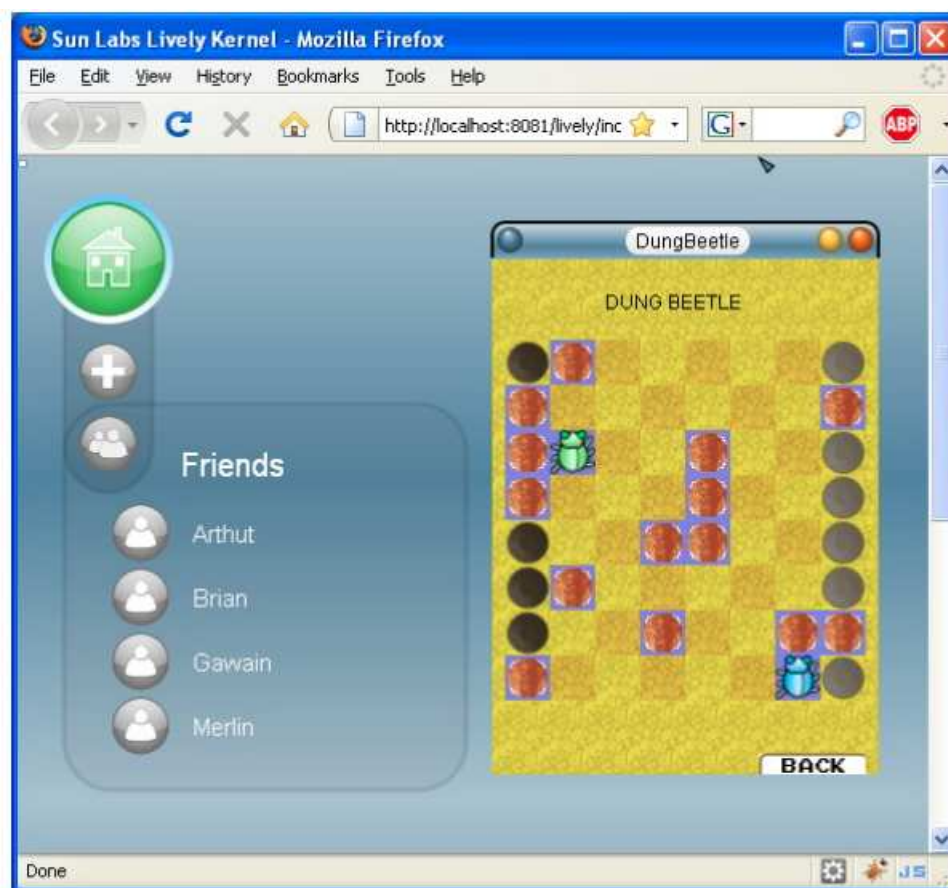 Sun Labs Lively Kernel - Mozilla Firefox
File Edit View History Bookmarks Tools Help
http://localhost:8081/lively/inc G ABP
DungBeetle
DUNG BEETLE
Friends
Arthut
Brian
Gawain
Merlin
BACK
Done JS